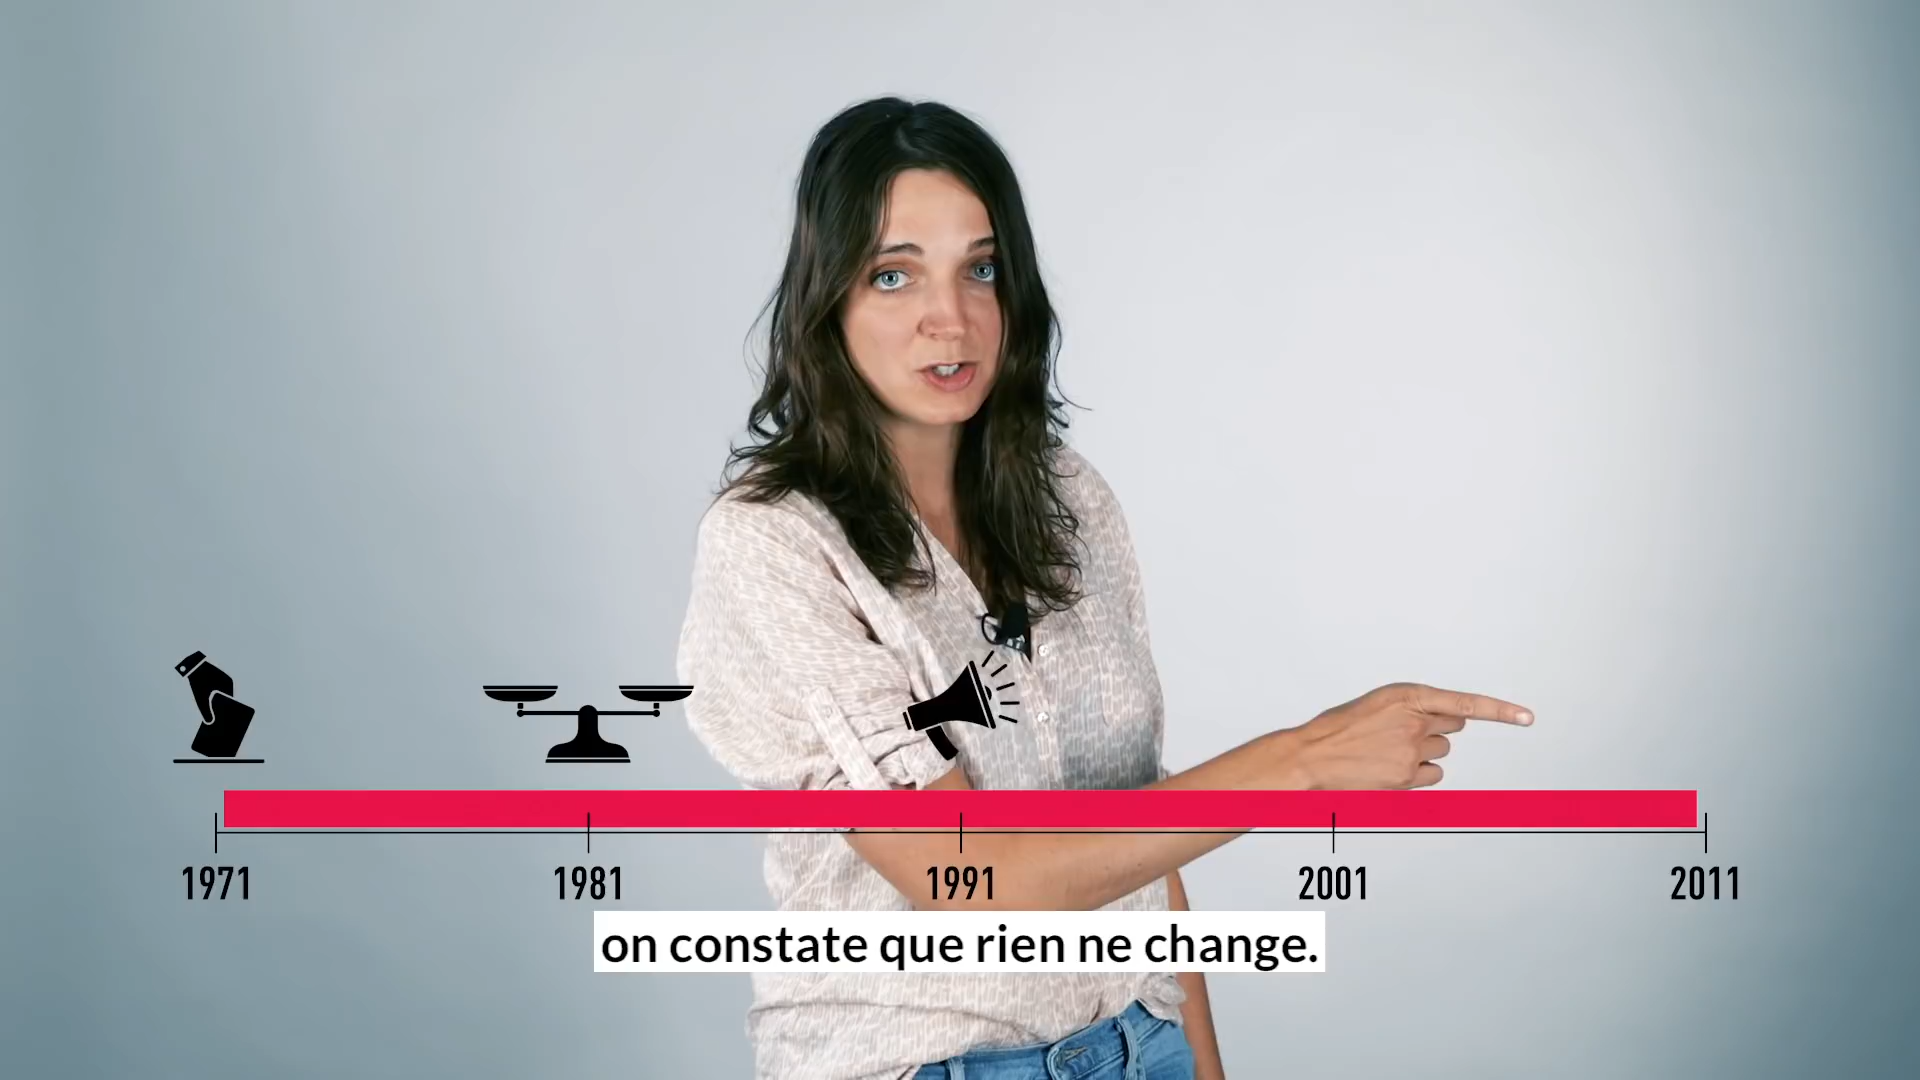 1971 1981 1991 2001 2011
on constate que rien ne change.